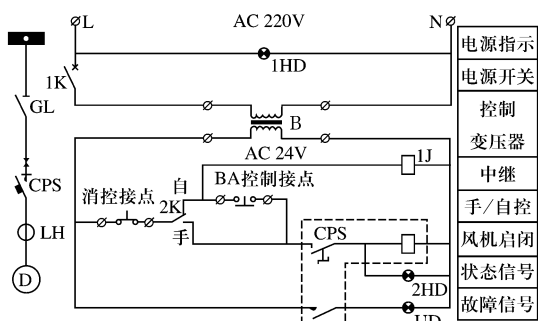 L
AC 220V
N
1HD
1K
GL
B
AC 24V
1J
CPS
消控接点
自
2K
BA控制接点
手
LH
CPS
D
2HD
电源指示
电源开关
控制
变压器
中继
手/自控
风机启闭
状态信号
故障信号